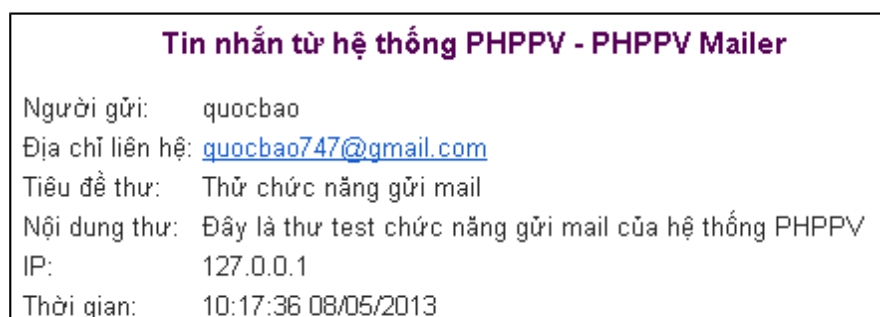 Tin nhắn từ hệ thống PHPPV - PHPPV Mailer
Người gửi: quocbao
Địa chỉ liên hệ: quocbao747@gmail.com
Tiêu đề thư: Thử chức năng gửi mail
Nội dung thư: Đây là thư test chức năng gửi mail của hệ thống PHPPV
IP: 127.0.0.1
Thời gian: 10:17:36 08/05/2013